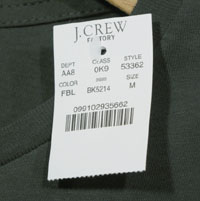 J.CREW
FACTORY
DEPT CLASS STYLE
AA8 0K9 53362
COLOR SIZE
FBL BK5214 M
099102935662